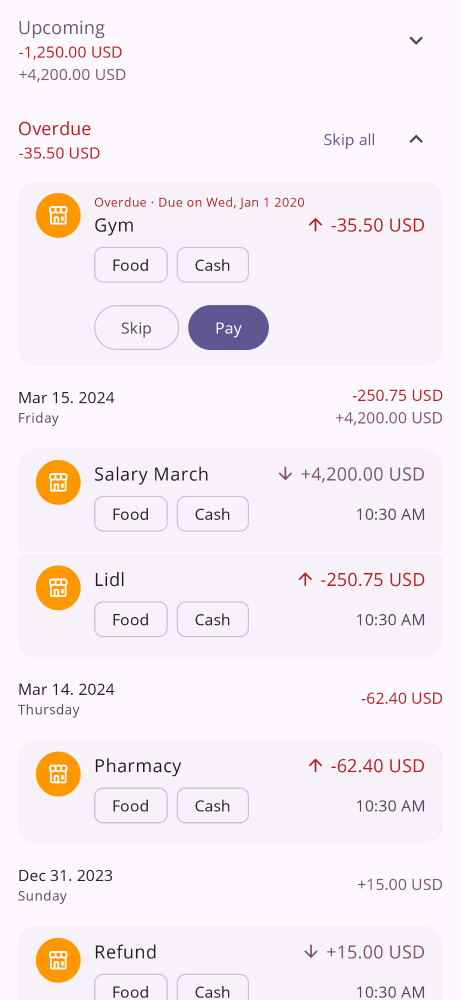 Upcoming
-1,250.00 USD
+4,200.00 USD
Overdue
-35.50 USD
Skip all
Overdue · Due on Wed, Jan 1 2020
Gym
-35.50 USD
Food
Cash
Skip
Pay
Mar 15. 2024
Friday
-250.75 USD
+4,200.00 USD
Salary March
+4,200.00 USD
Food
Cash
10:30 AM
Lidl
-250.75 USD
Food
Cash
10:30 AM
Mar 14. 2024
Thursday
-62.40 USD
Pharmacy
-62.40 USD
Food
Cash
10:30 AM
Dec 31. 2023
Sunday
+15.00 USD
Refund
+15.00 USD
Food
Cash
10:30 AM